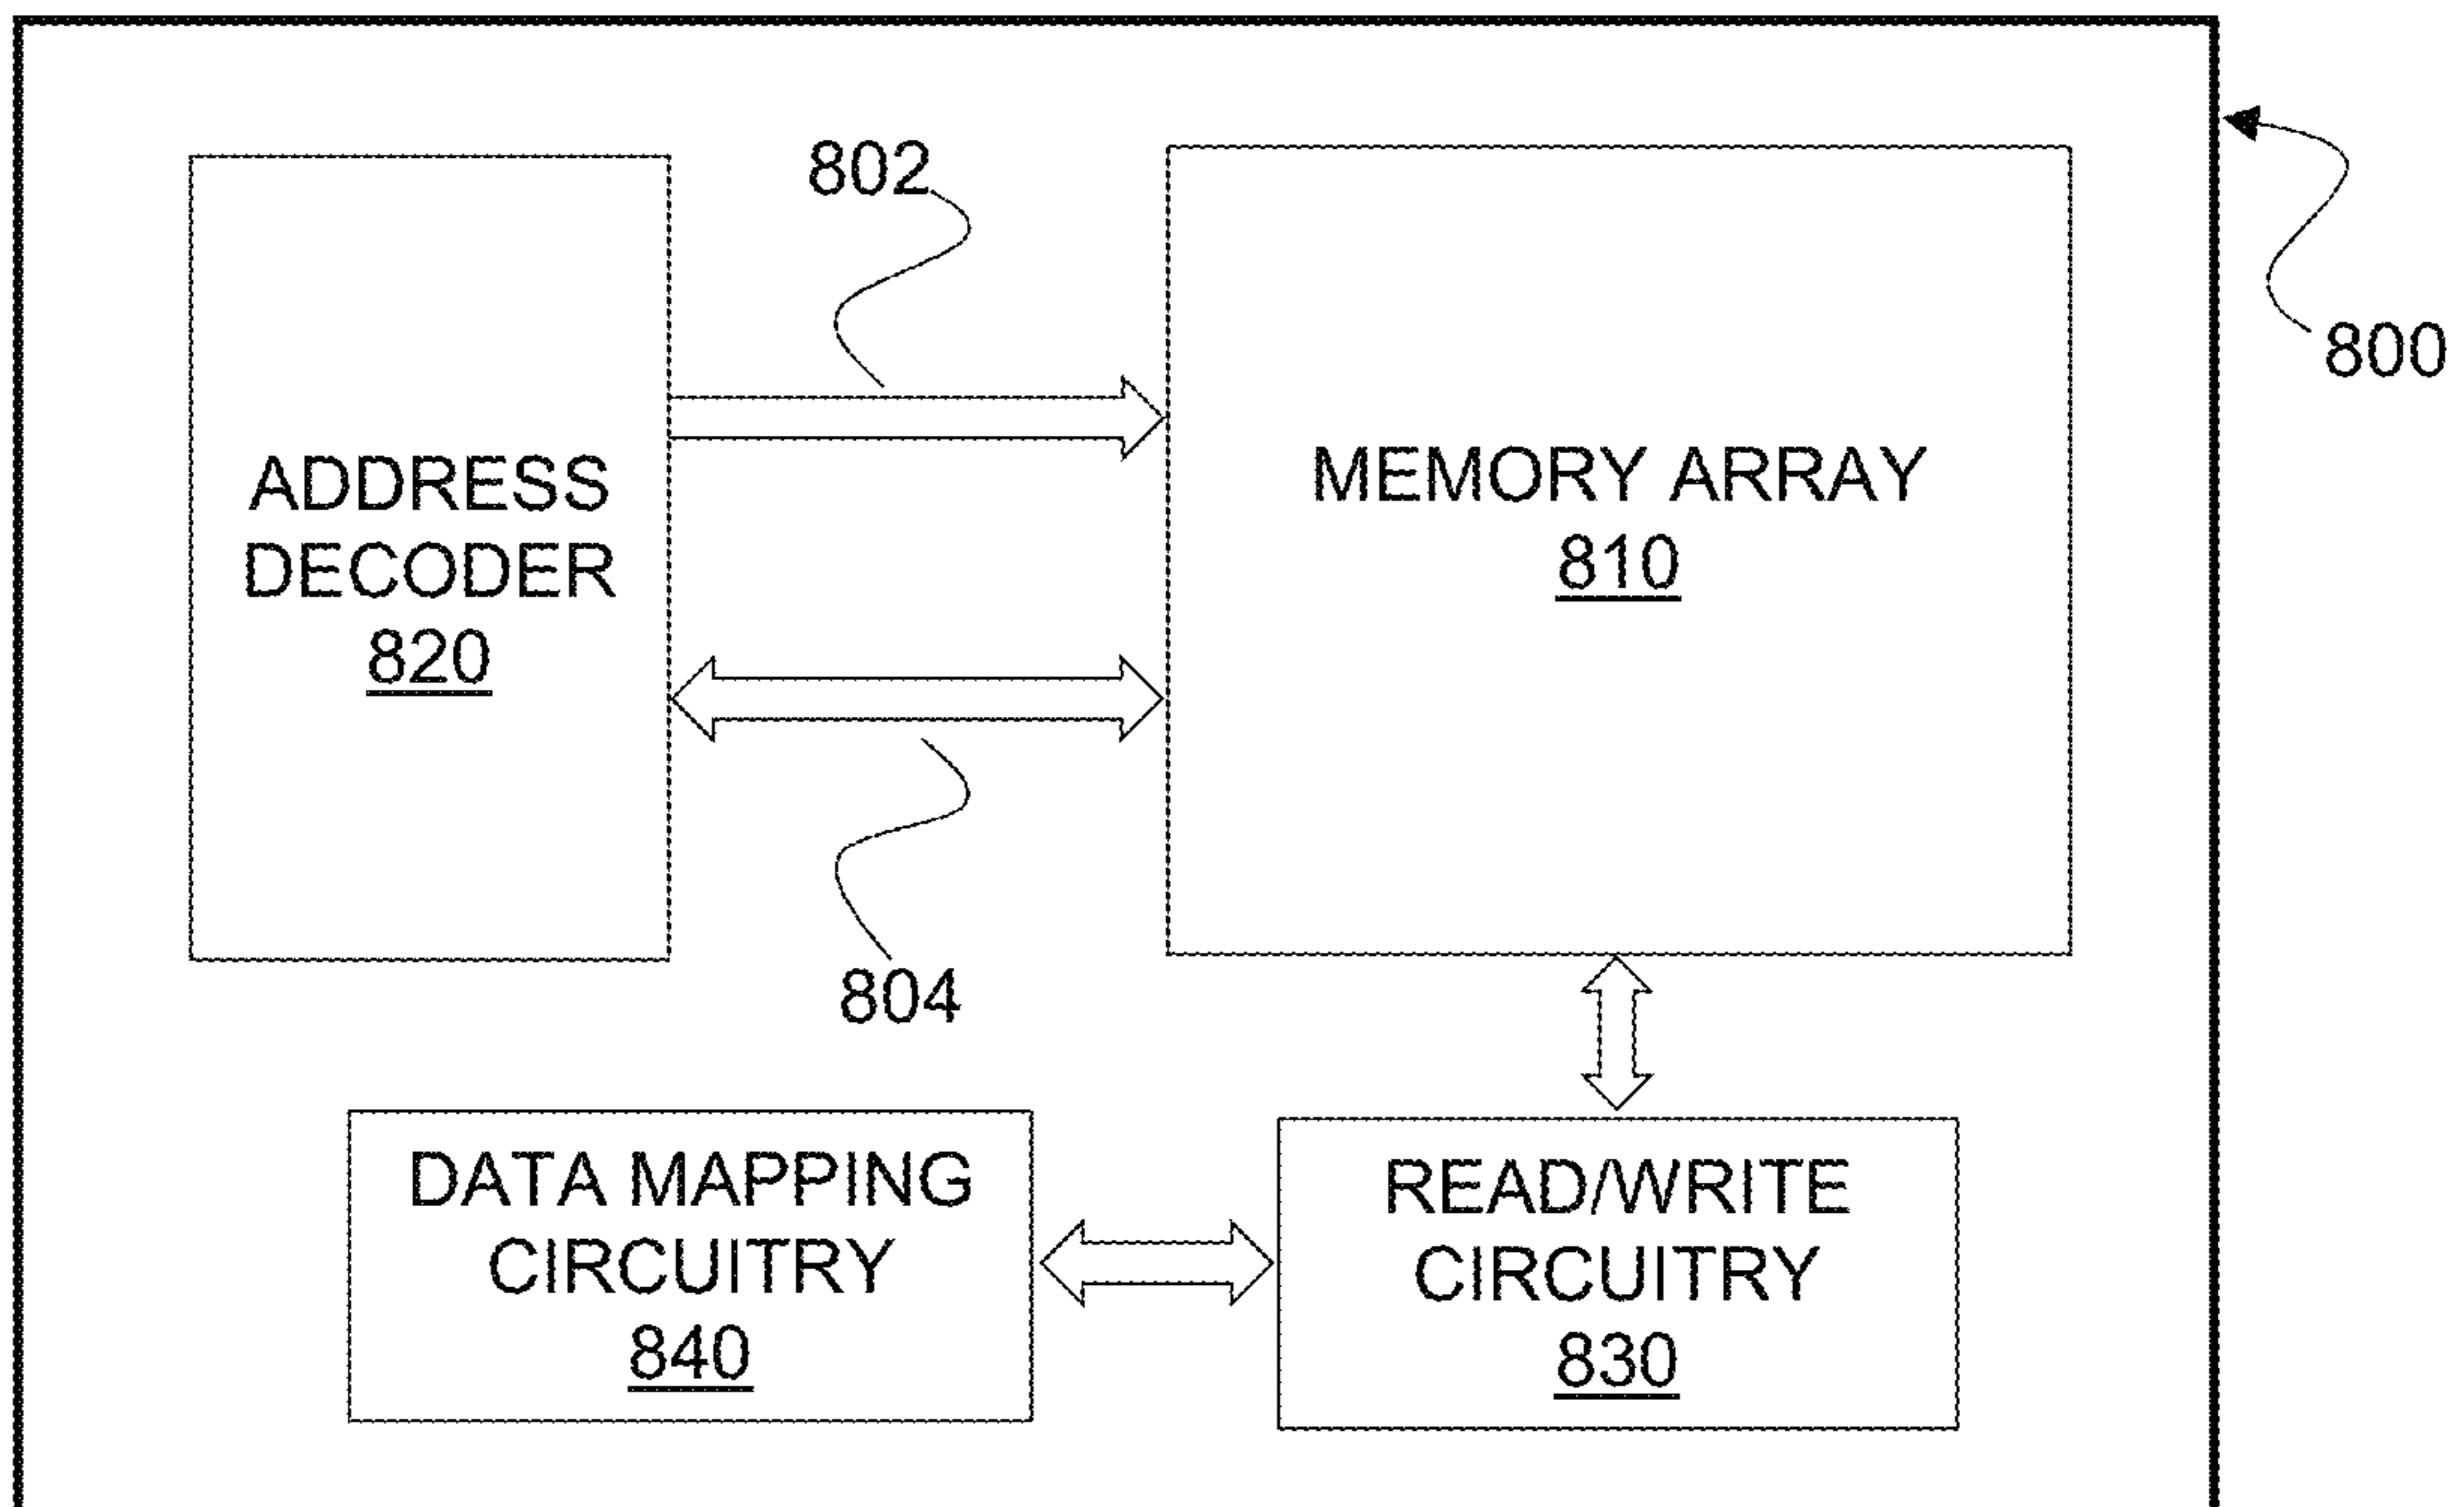 802
800
ADDRESS
DECODER
820
MEMORY ARRAY
810
804
DATA MAPPING
CIRCUITRY
840
READ/WRITE
CIRCUITRY
830